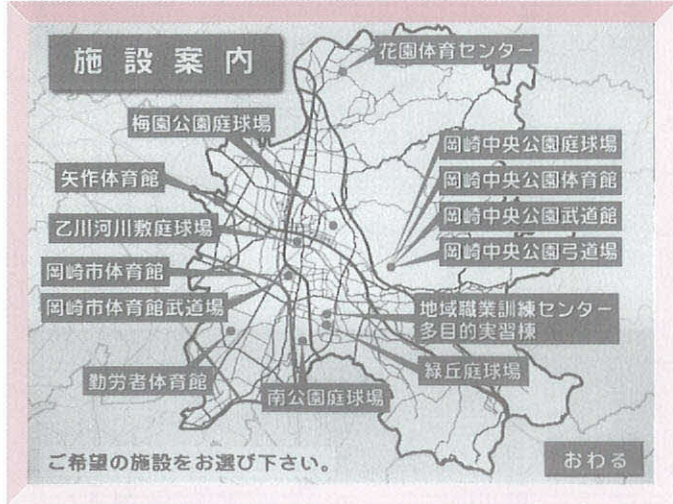 施設案内
花園体育センター
梅園公園庭球場
岡崎中央公園庭球場
矢作体育館
岡崎中央公園体育館
岡崎中央公園武道館
乙川河川敷庭球場
岡崎中央公園弓道場
岡崎市体育館
岡崎市体育館武道場
地域職業訓練センター
多目的実習棟
勤労者体育館
緑丘庭球場
南公園庭球場
ご希望の施設をお選び下さい。
おわる